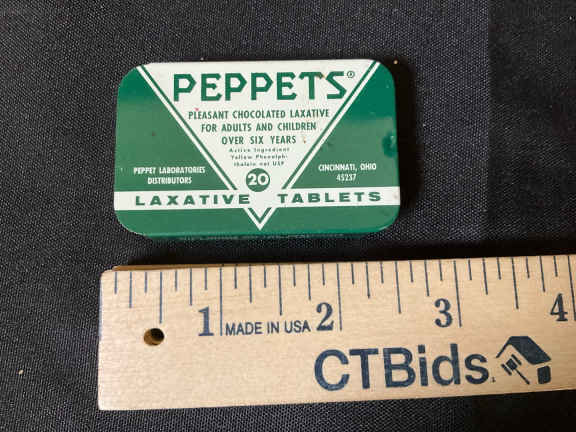 PEPPETS®
PLEASANT CHOCOLATED LAXATIVE
FOR ADULTS AND CHILDREN
OVER SIX YEARS
Active Ingredient
Yellow Phenolph-
thalein not USP
PEPPET LABORATORIES
DISTRIBUTORS
20
CINCINNATI, OHIO
45237
LAXATIVE TABLETS
1 MADE IN USA 2 3 4
CTBids